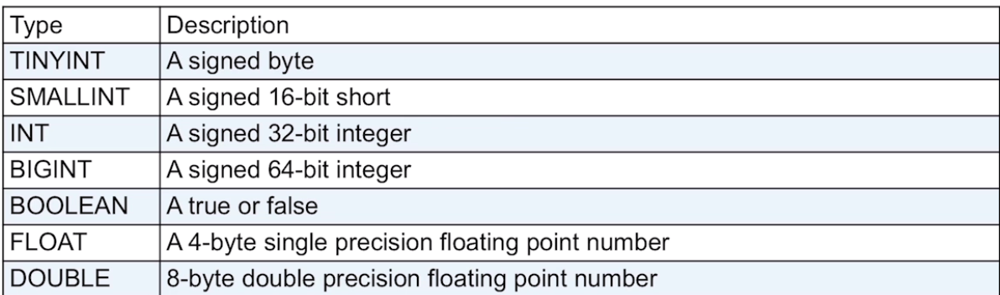 Type Description
TINYINT A signed byte
SMALLINT A signed 16-bit short
INT A signed 32-bit integer
BIGINT A signed 64-bit integer
BOOLEAN A true or false
FLOAT A 4-byte single precision floating point number
DOUBLE 8-byte double precision floating point number